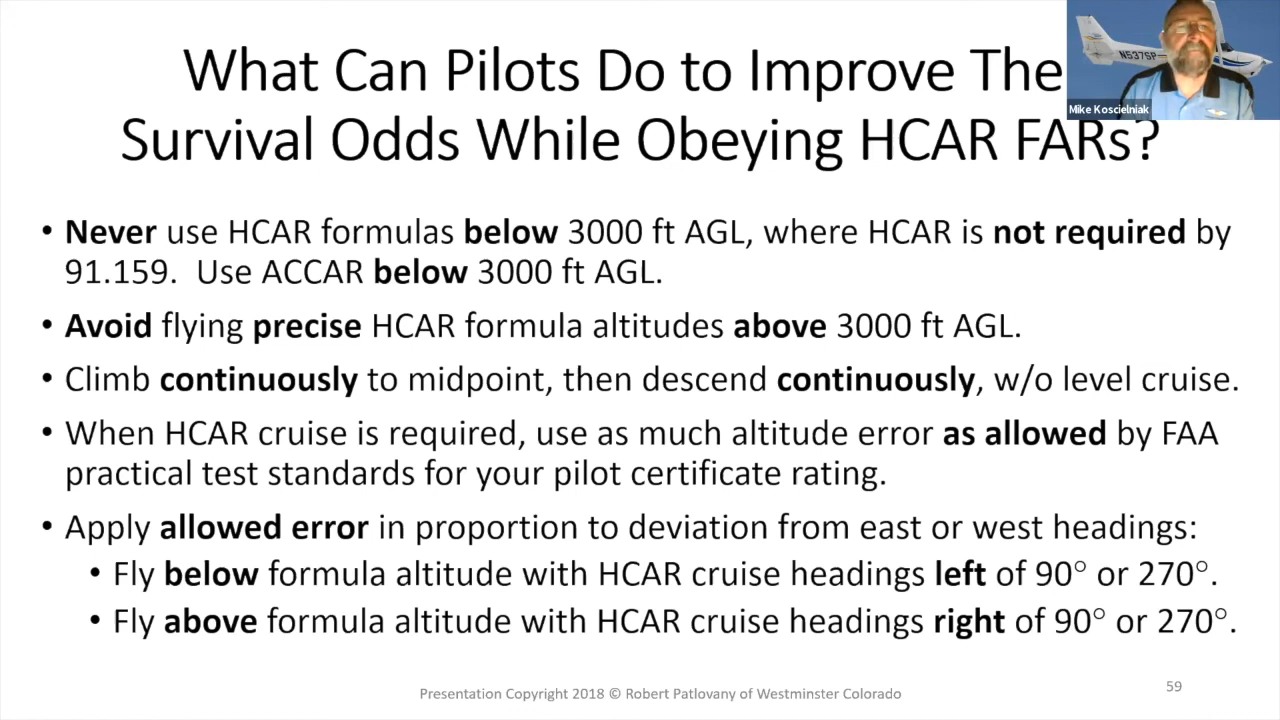 What Can Pilots Do to Improve The
Survival Odds While Obeying HCAR FARs?
N537SP
Mike Koscielniak
• Never use HCAR formulas below 3000 ft AGL, where HCAR is not required by
91.159.  Use ACCAR below 3000 ft AGL.
• Avoid flying precise HCAR formula altitudes above 3000 ft AGL.
• Climb continuously to midpoint, then descend continuously, w/o level cruise.
• When HCAR cruise is required, use as much altitude error as allowed by FAA
practical test standards for your pilot certificate rating.
• Apply allowed error in proportion to deviation from east or west headings:
• Fly below formula altitude with HCAR cruise headings left of 90° or 270°.
• Fly above formula altitude with HCAR cruise headings right of 90° or 270°.
Presentation Copyright 2018 © Robert Patlovany of Westminster Colorado
59